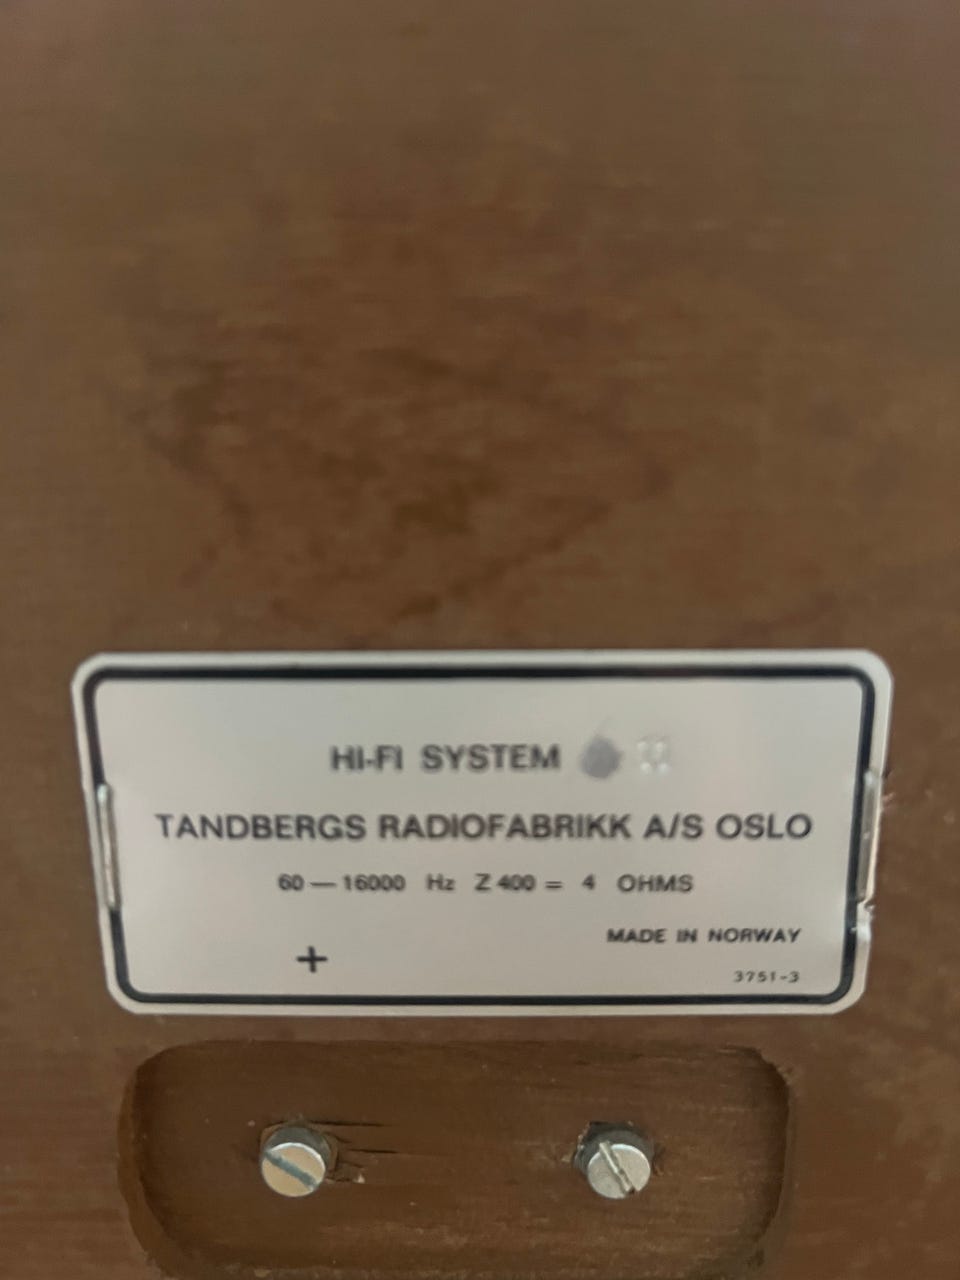 HI-FI SYSTEM
TANDBERGS RADIOFABRIKK A/S OSLO
60 — 16000 Hz Z 400 = 4 OHMS
MADE IN NORWAY
+
3751-3